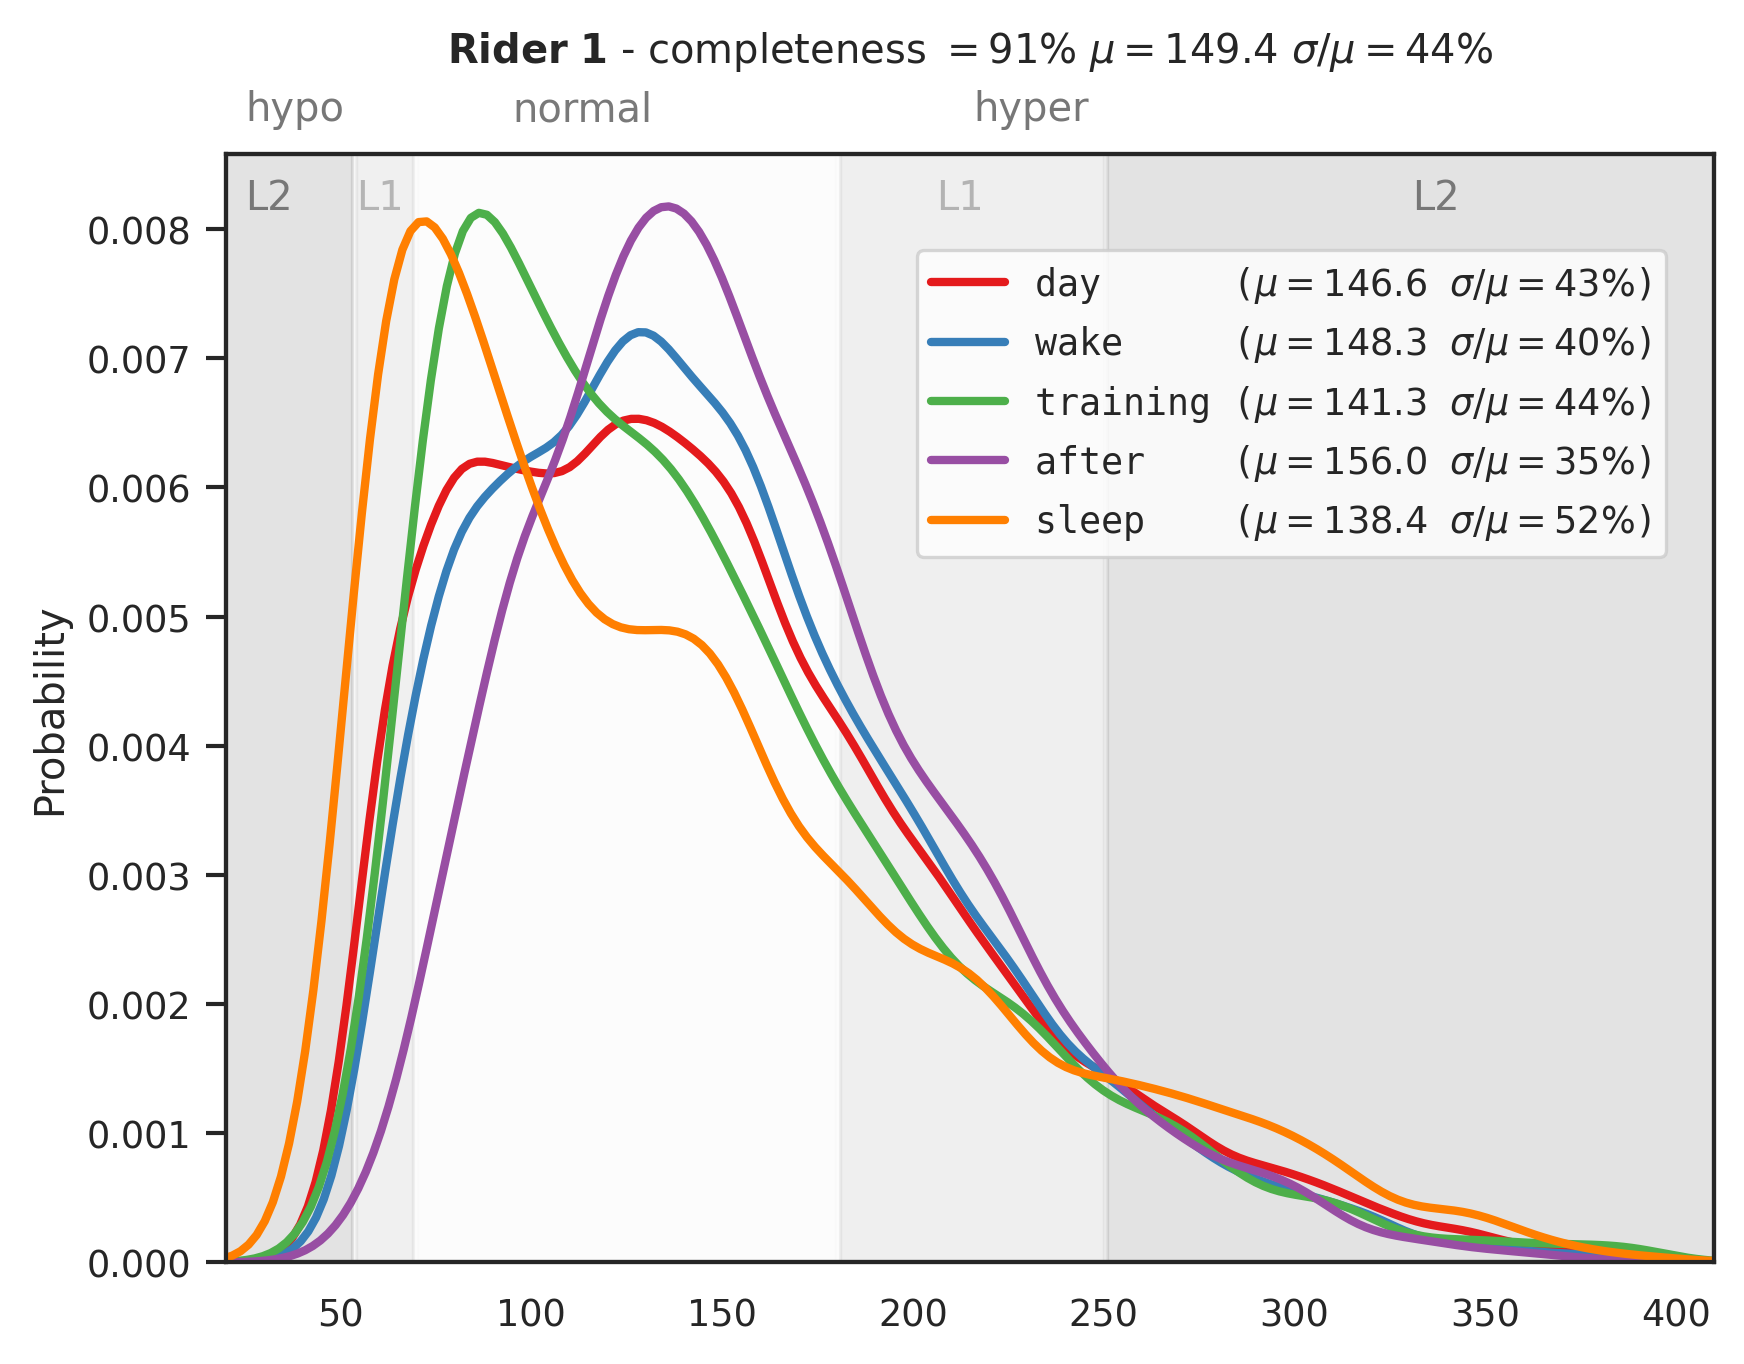 Rider 1 - completeness = 91% μ = 149.4 σ/μ = 44%
hypo normal hyper
L2 L1 L1 L2
day (μ = 146.6 σ/μ = 43%)
wake (μ = 148.3 σ/μ = 40%)
training (μ = 141.3 σ/μ = 44%)
after (μ = 156.0 σ/μ = 35%)
sleep (μ = 138.4 σ/μ = 52%)
Probability
0.008
0.007
0.006
0.005
0.004
0.003
0.002
0.001
0.000
50 100 150 200 250 300 350 400